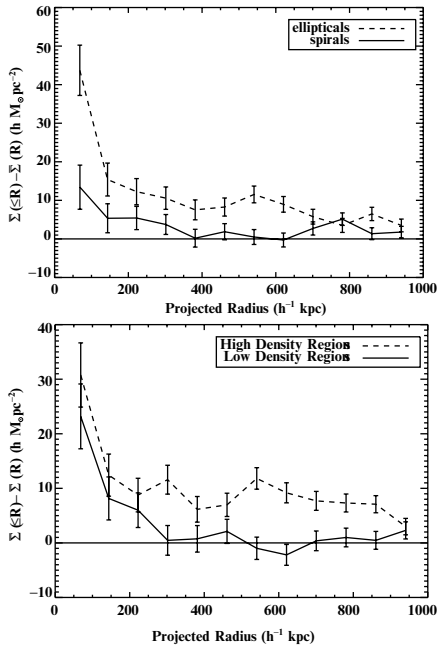 60
50
40
30
20
10
0
−10
Σ(≤R)−Σ(R) (h M⊙pc−2)
ellipticals
spirals
0 200 400 600 800 1000
Projected Radius (h−1 kpc)
40
30
20
10
0
−10
Σ(≤R)−Σ(R) (h M⊙pc−2)
High Density Regions
Low Density Regions
0 200 400 600 800 1000
Projected Radius (h−1 kpc)